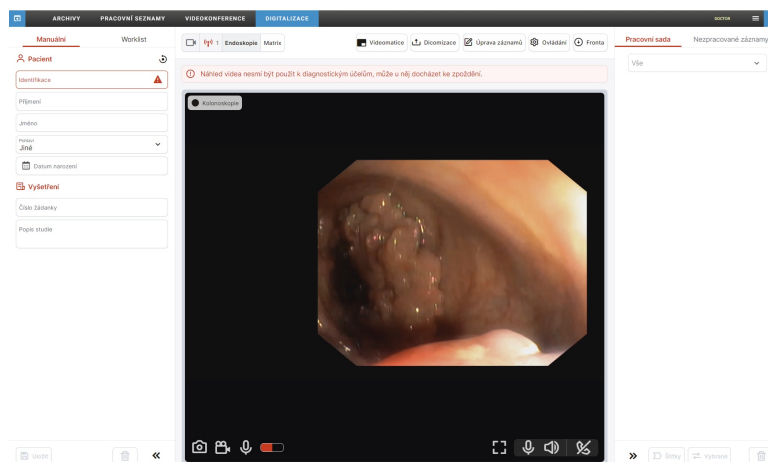 ARCHIVY PRACOVNÍ SEZNAMY VIDEOKONFERENCE DIGITALIZACE DOCTOR
Manuální Worklist
Pacient
Identifikace
Příjmení
Jméno
Pohlaví
Jiné
Datum narození
Vyšetření
Číslo žádanky
Popis studie
Uložit
1 Endoskopie Matrix Videomatice Dicomizace Úprava záznamů Ovládání Fronta
Náhled videa nesmí být použit k diagnostickým účelům, může u něj docházet ke zpoždění.
Kolonoskopie
Pracovní sada Nezpracované záznamy
Vše
Štítky Vybrané